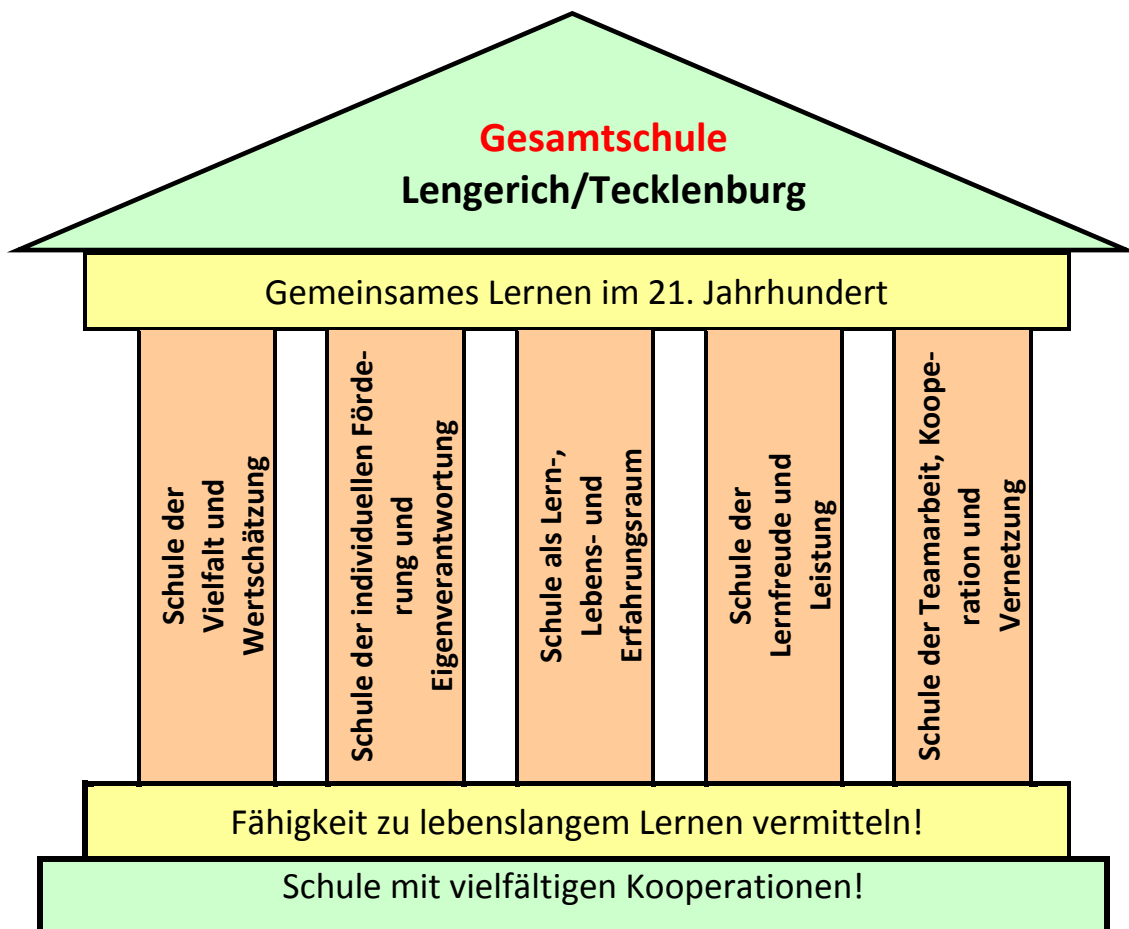 Gesamtschule
Lengerich/Tecklenburg
Gemeinsames Lernen im 21. Jahrhundert
Schule der
Vielfalt und
Wertschätzung
Schule der individuellen Förde-
rung und
Eigenverantwortung
Schule als Lern-,
Lebens- und
Erfahrungsraum
Schule der
Lernfreude und
Leistung
Schule der Teamarbeit, Koope-
ration und
Vernetzung
Fähigkeit zu lebenslangem Lernen vermitteln!
Schule mit vielfältigen Kooperationen!